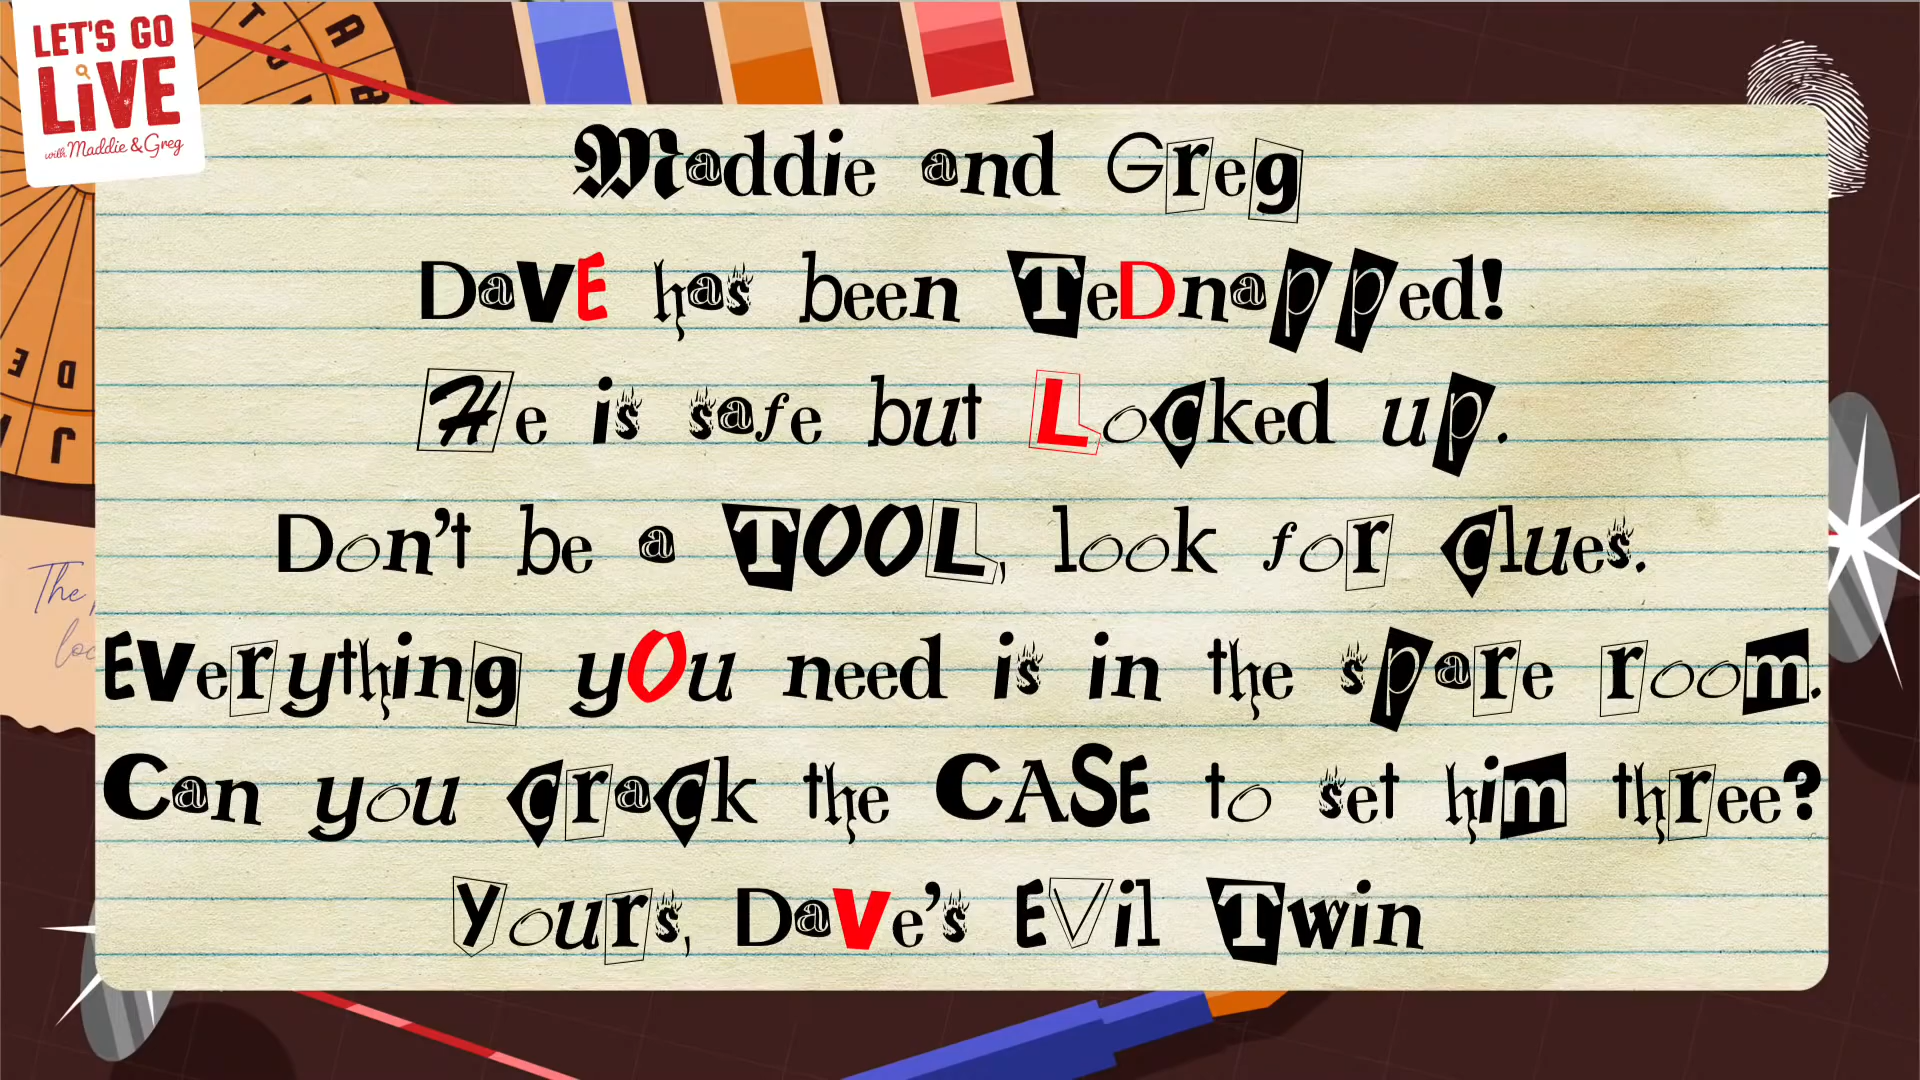 LET'S GO
LiVE
with Maddie & Greg
Maddie and Greg
DaVE has been TeDnapped!
He is safe but Locked up.
Don't be a TOOL, look for clues.
EVerything yOu need is in the spare room.
Can you crack the CASE to set him three?
Yours, DaVe's EVil Twin
The
loc
A
B
T
D E
J